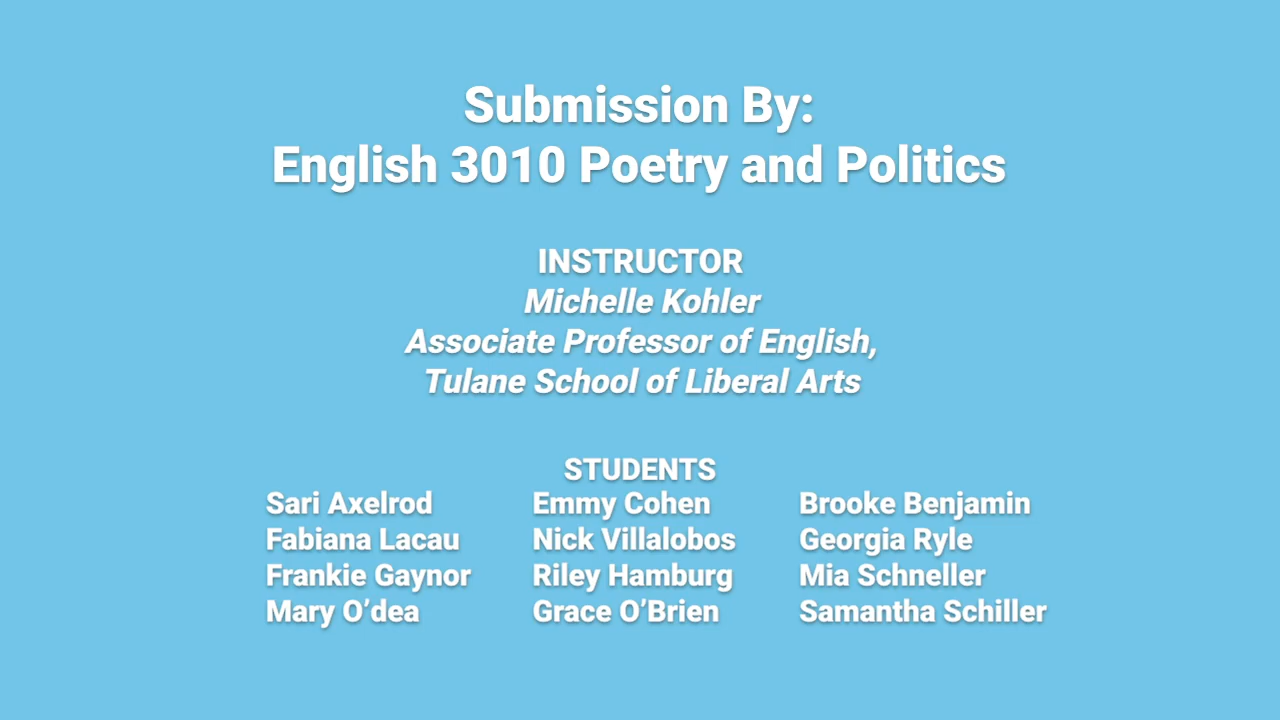 Submission By:
English 3010 Poetry and Politics
INSTRUCTOR
Michelle Kohler
Associate Professor of English,
Tulane School of Liberal Arts
STUDENTS
Sari Axelrod Emmy Cohen Brooke Benjamin
Fabiana Lacau Nick Villalobos Georgia Ryle
Frankie Gaynor Riley Hamburg Mia Schneller
Mary O’dea Grace O’Brien Samantha Schiller